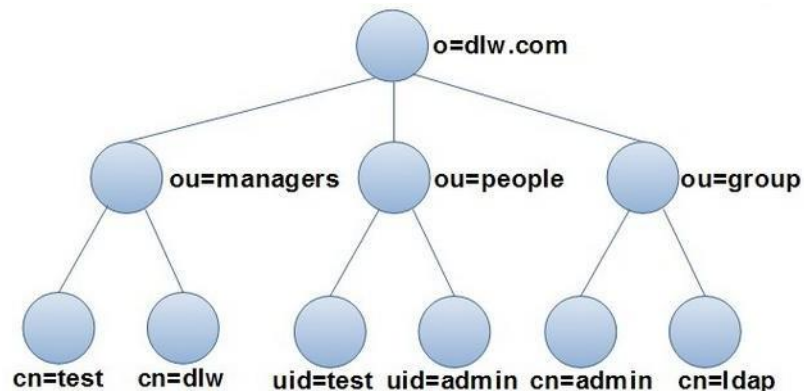 o=dlw.com
ou=managers
ou=people
ou=group
cn=test
cn=dlw
uid=test
uid=admin
cn=admin
cn=ldap